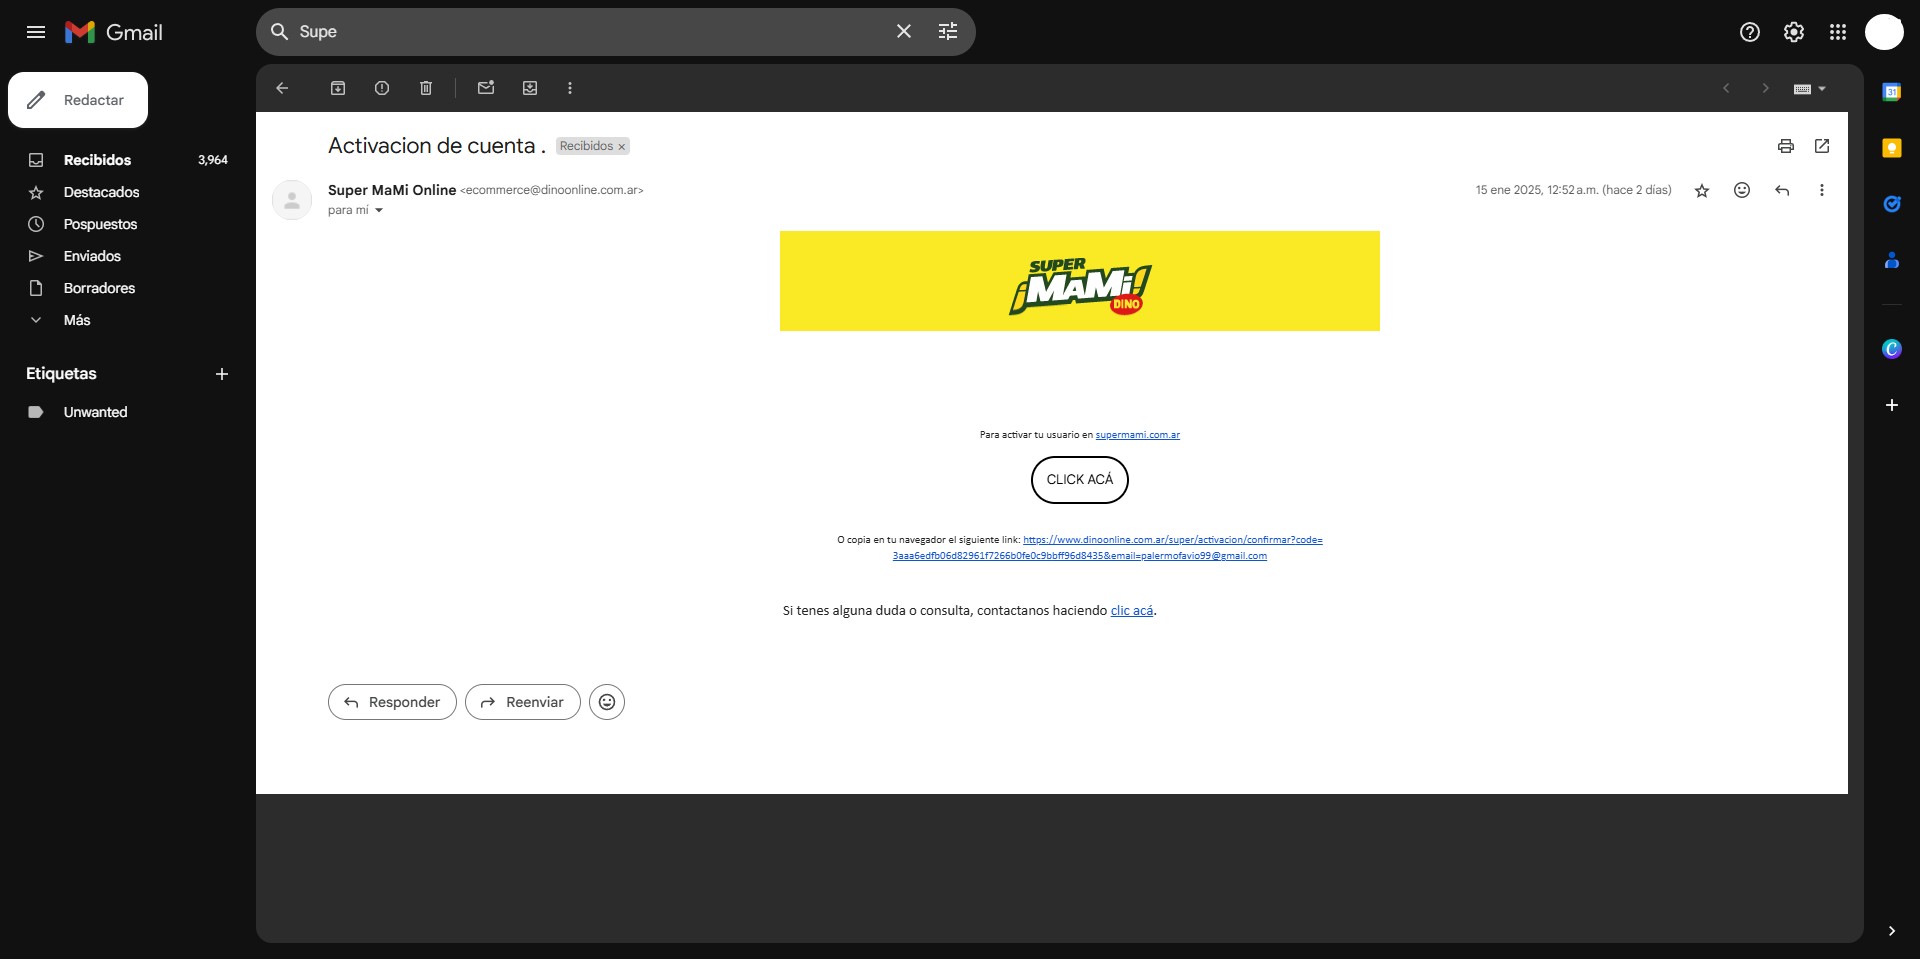 Gmail
Supe
Redactar
Recibidos 3,964
Destacados
Pospuestos
Enviados
Borradores
Más
Etiquetas
Unwanted
Activacion de cuenta . Recibidos x
Super MaMi Online <ecommerce@dinoonline.com.ar> 15 ene 2025, 12:52 a.m. (hace 2 días)
para mí
SUPER
¡MAMi!
DINO
Para activar tu usuario en supermami.com.ar
CLICK ACÁ
O copia en tu navegador el siguiente link: https://www.dinoonline.com.ar/super/activacion/confirmar?code=
3aaa6edfb06d82961f7266b0fe0c9bbff96d8435&email=palermofavio99@gmail.com
Si tenes alguna duda o consulta, contactanos haciendo clic acá.
Responder Reenviar
31
C